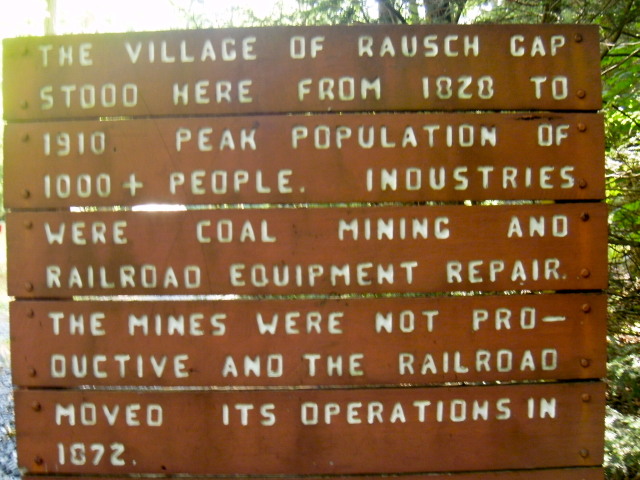 THE VILLAGE OF RAUSCH GAP
STOOD HERE FROM 1828 TO
1910 PEAK POPULATION OF
1000+ PEOPLE. INDUSTRIES
WERE COAL MINING AND
RAILROAD EQUIPMENT REPAIR.
THE MINES WERE NOT PRO-
DUCTIVE AND THE RAILROAD
MOVED ITS OPERATIONS IN
1872.